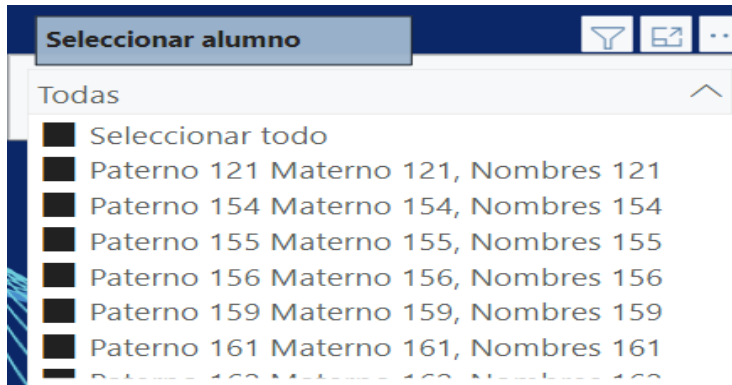 Seleccionar alumno
Todas
Seleccionar todo
Paterno 121 Materno 121, Nombres 121
Paterno 154 Materno 154, Nombres 154
Paterno 155 Materno 155, Nombres 155
Paterno 156 Materno 156, Nombres 156
Paterno 159 Materno 159, Nombres 159
Paterno 161 Materno 161, Nombres 161